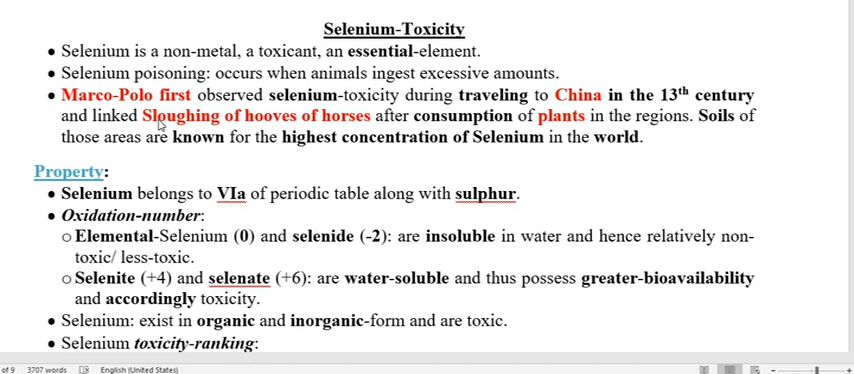 Selenium-Toxicity
• Selenium is a non-metal, a toxicant, an essential-element.
• Selenium poisoning: occurs when animals ingest excessive amounts.
• Marco-Polo first observed selenium-toxicity during traveling to China in the 13th century
and linked Sloughing of hooves of horses after consumption of plants in the regions. Soils of
those areas are known for the highest concentration of Selenium in the world.
Property:
• Selenium belongs to VIa of periodic table along with sulphur.
• Oxidation-number:
o Elemental-Selenium (0) and selenide (-2): are insoluble in water and hence relatively non-
toxic/ less-toxic.
o Selenite (+4) and selenate (+6): are water-soluble and thus possess greater-bioavailability
and accordingly toxicity.
• Selenium: exist in organic and inorganic-form and are toxic.
• Selenium toxicity-ranking:
of 9 3707 words English (United States)